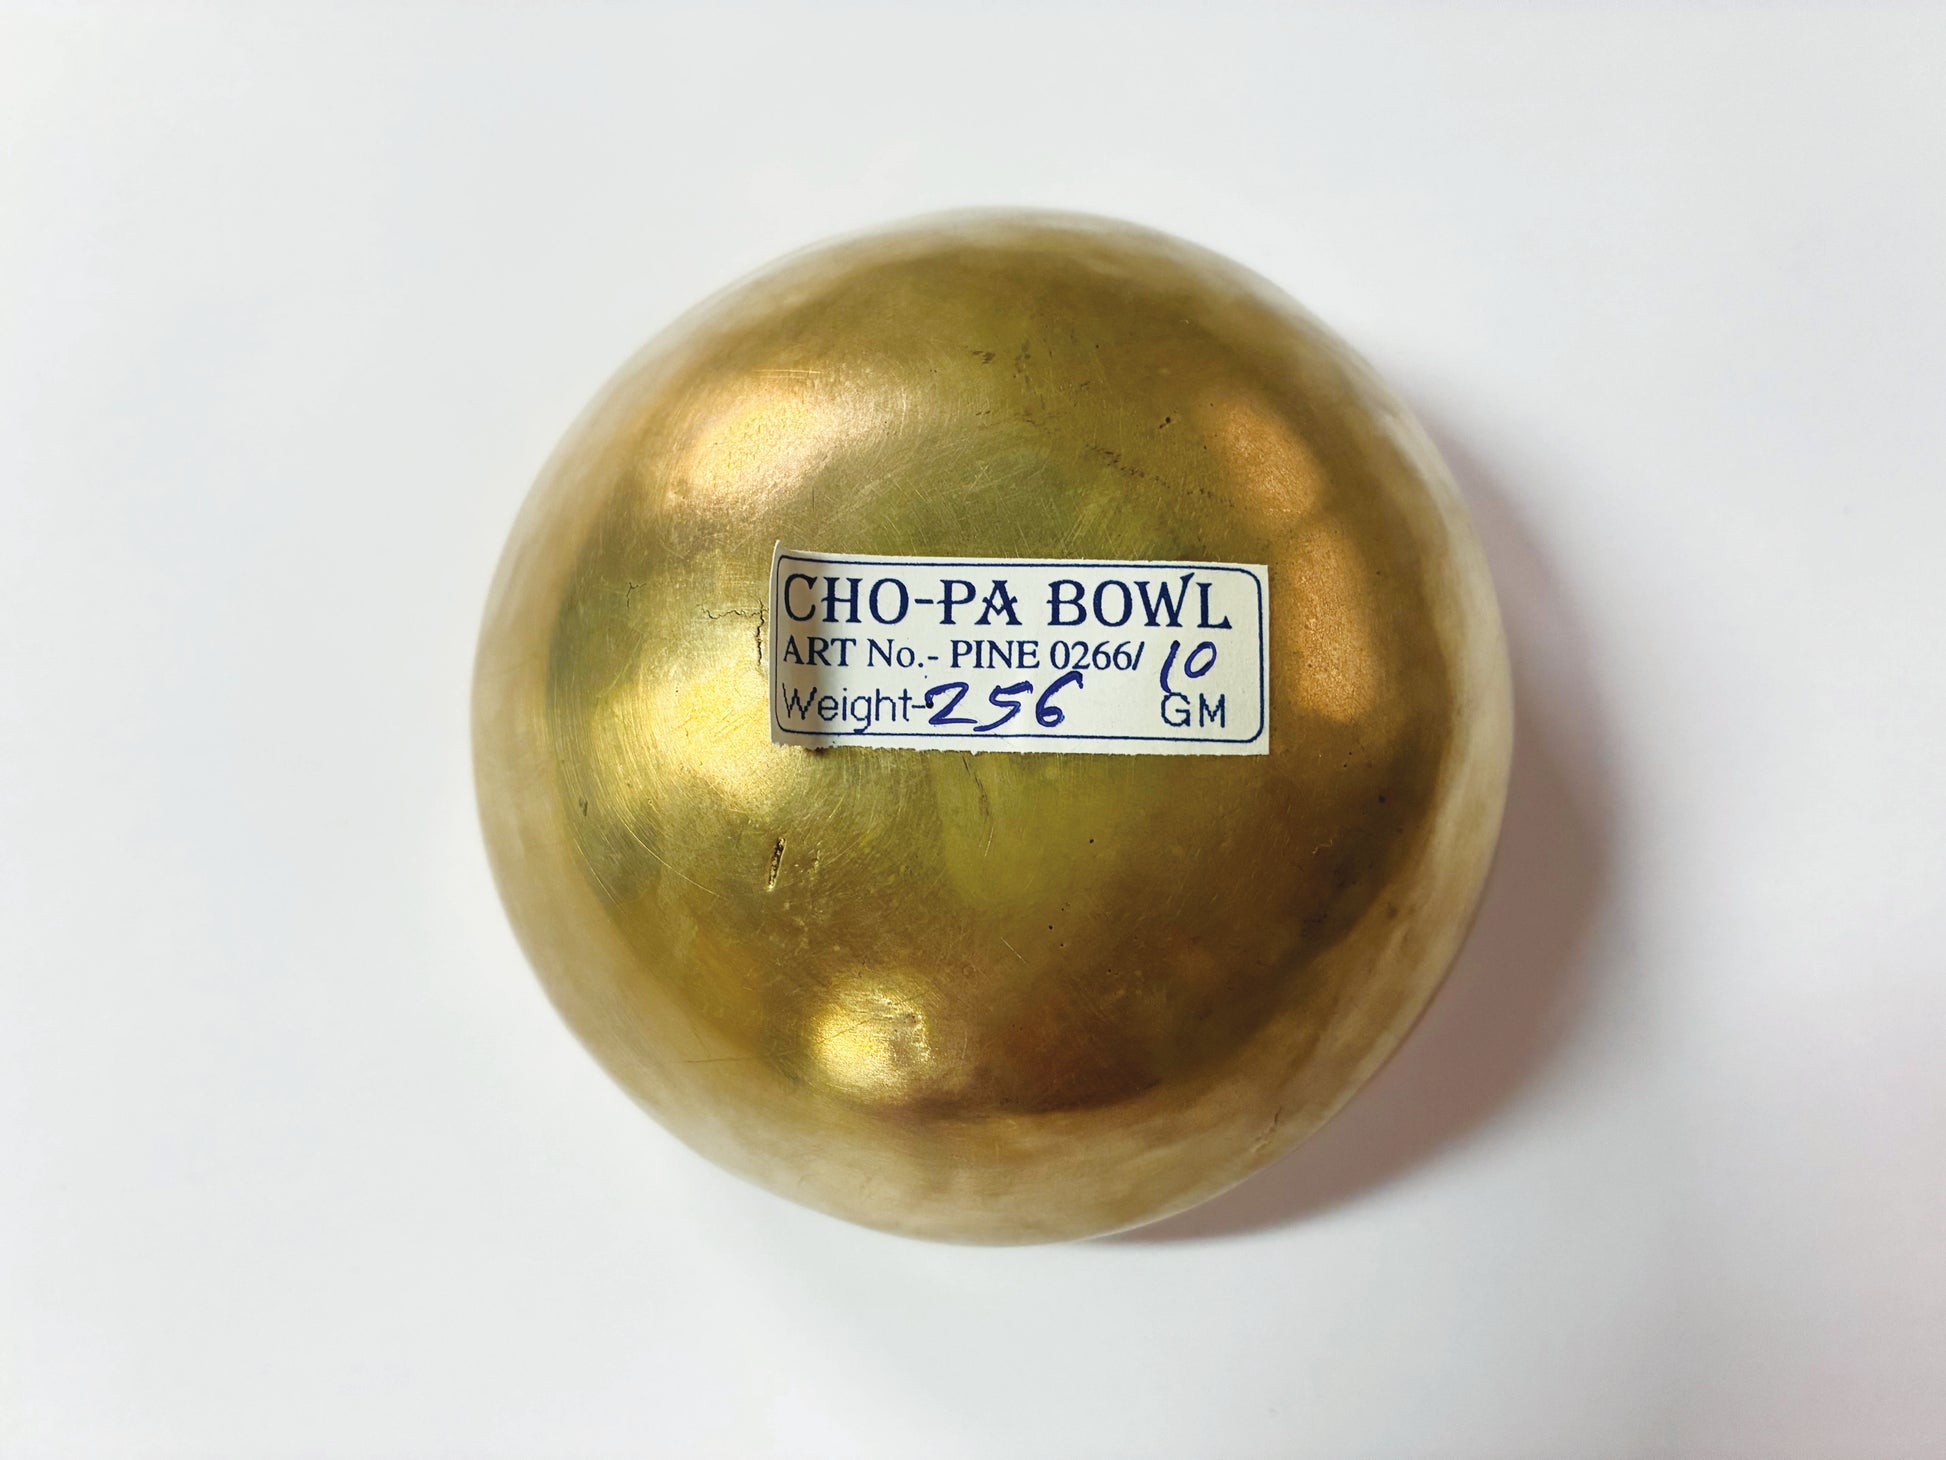 CHO-PA BOWL
ART No.- PINE 0266/ 10
Weight-256 GM